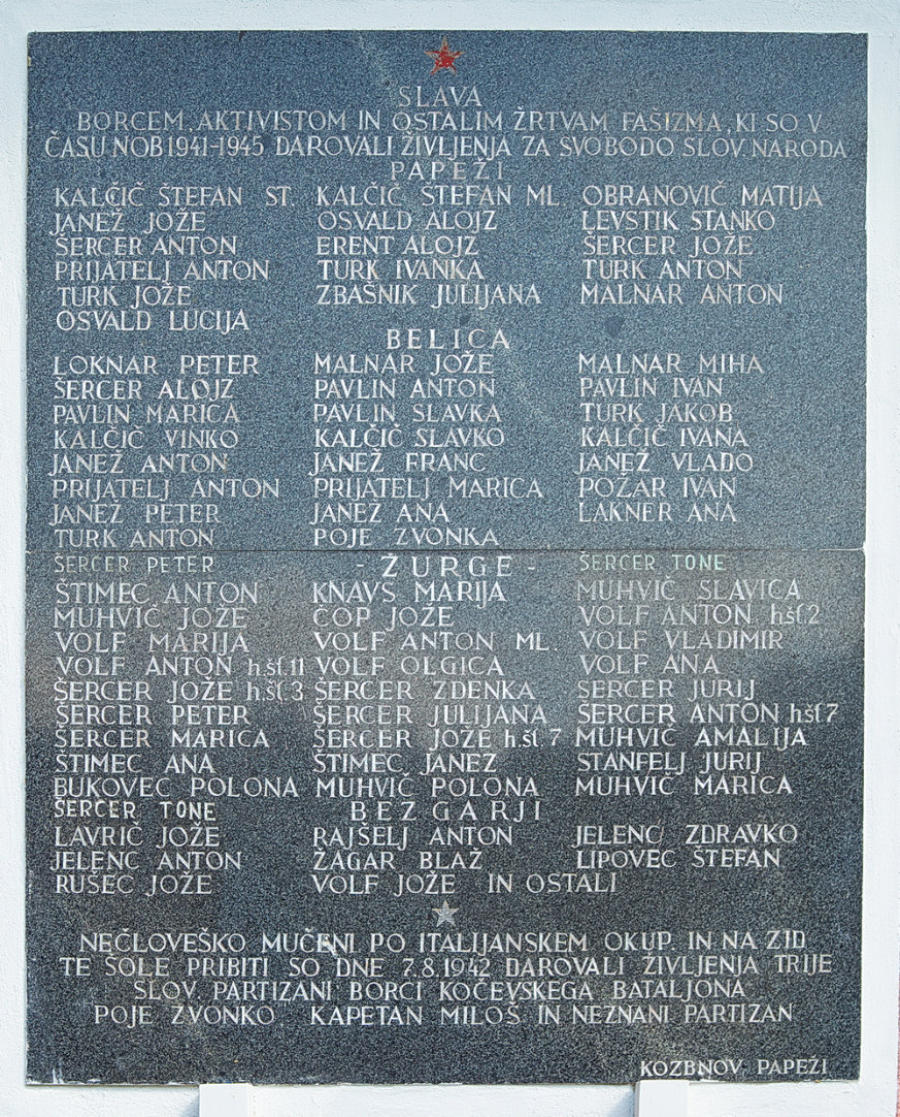 SLAVA
BORCEM, AKTIVISTOM IN OSTALIM ŽRTVAM FAŠIZMA, KI SO V
ČASU NOB 1941-1945 DAROVALI ŽIVLJENJA ZA SVOBODO SLOV. NARODA
PAPEŽI
KALČIČ ŠTEFAN ST. KALČIČ ŠTEFAN ML OBRANOVIČ MATIJA
JANEŽ JOŽE OSVALD ALOJZ LEVSTIK STANKO
ŠERCER ANTON ERENT ALOJZ ŠERCER JOŽE
PRIJATELJ ANTON TURK IVANKA TURK ANTON
TURK JOŽE ZBAŠNIK JULIJANA MALNAR ANTON
OSVALD LUCIJA
BELICA
LOKNAR PETER MALNAR JOŽE MALNAR MIHA
ŠERCER ALOJZ PAVLIN ANTON PAVLIN IVAN
PAVLIN MARICA PAVLIN SLAVKA TURK JAKOB
KALČIČ VINKO KALČIČ SLAVKO KALČIČ IVANA
JANEŽ ANTON JANEŽ FRANC JANEŽ VLADO
PRIJATELJ ANTON PRIJATELJ MARICA POŽAR IVAN
JANEŽ PETER JANEŽ ANA LAKNER ANA
TURK ANTON POJE ZVONKA
ŠERCER PETER - ŽURGE - ŠERCER TONE
ŠTIMEC ANTON KNAVS MARIJA MUHVIČ SLAVICA
MUHVIČ JOŽE ČOP JOŽE VOLF ANTON h.št.2
VOLF MARIJA VOLF ANTON ML. VOLF VLADIMIR
VOLF ANTON h.št.11 VOLF OLGICA VOLF ANA
ŠERCER JOŽE h.št.3 ŠERCER ZDENKA ŠERCER JURIJ
ŠERCER PETER ŠERCER JULIJANA ŠERCER ANTON h.št.7
ŠERCER MARICA ŠERCER JOŽE h.št.7 MUHVIČ AMALIJA
ŠTIMEC ANA ŠTIMEC JANEZ ŠTANFELJ JURIJ
BUKOVEC POLONA MUHVIČ POLONA MUHVIČ MARICA
ŠERCER TONE BEZGARJI
LAVRIČ JOŽE RAJŠELJ ANTON JELENC ZDRAVKO
JELENC ANTON ŽAGAR BLAŽ LIPOVEC ŠTEFAN
RUŠEC JOŽE VOLF JOŽE IN OSTALI
NEČLOVEŠKO MUČENI PO ITALIJANSKEM OKUP. IN NA ZID
TE ŠOLE PRIBITI SO DNE 7.8.1942 DAROVALI ŽIVLJENJA TRIJE
SLOV. PARTIZANI BORCI KOČEVSKEGA BATALJONA
POJE ZVONKO KAPETAN MILOŠ IN NEZNANI PARTIZAN
KOZBNOV PAPEŽI